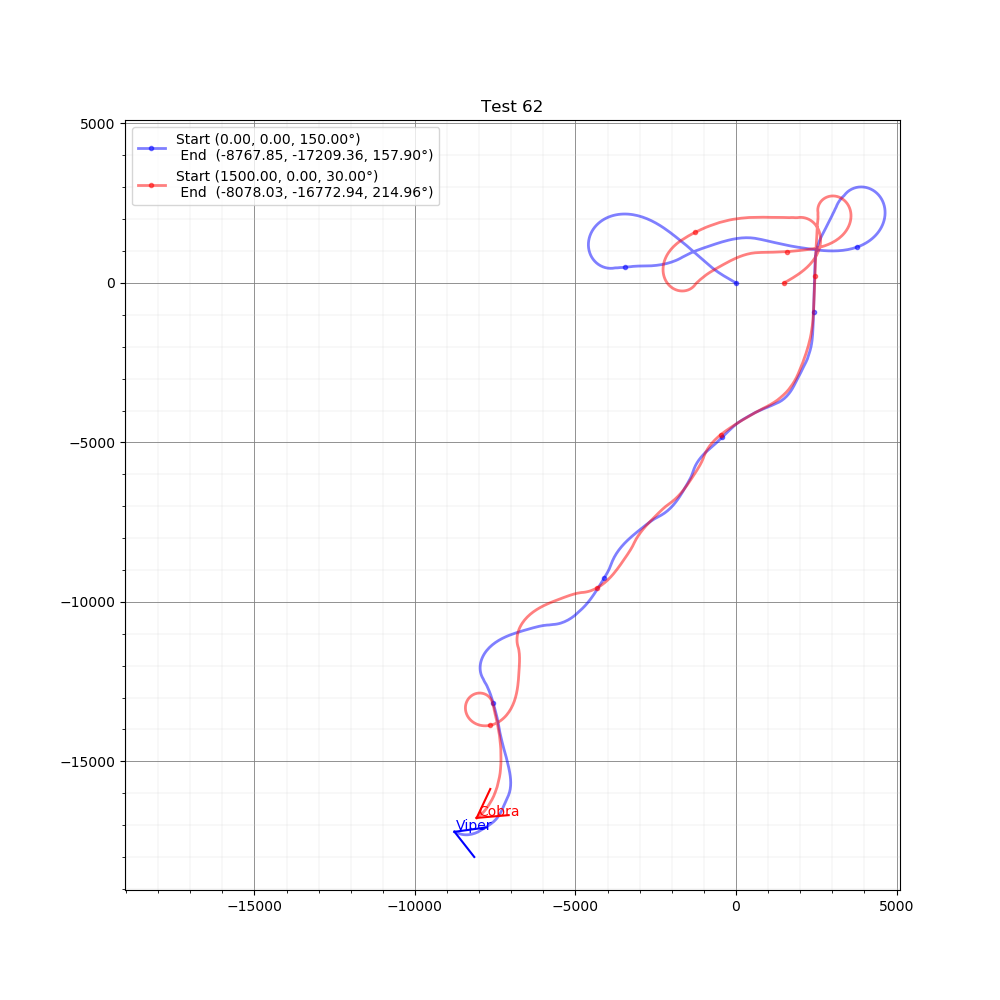 Test 62
Start (0.00, 0.00, 150.00°)
End (-8767.85, -17209.36, 157.90°)
Start (1500.00, 0.00, 30.00°)
End (-8078.03, -16772.94, 214.96°)
5000
0
−5000
−10000
−15000
Cobra
Viper
−15000
−10000
−5000
0
5000